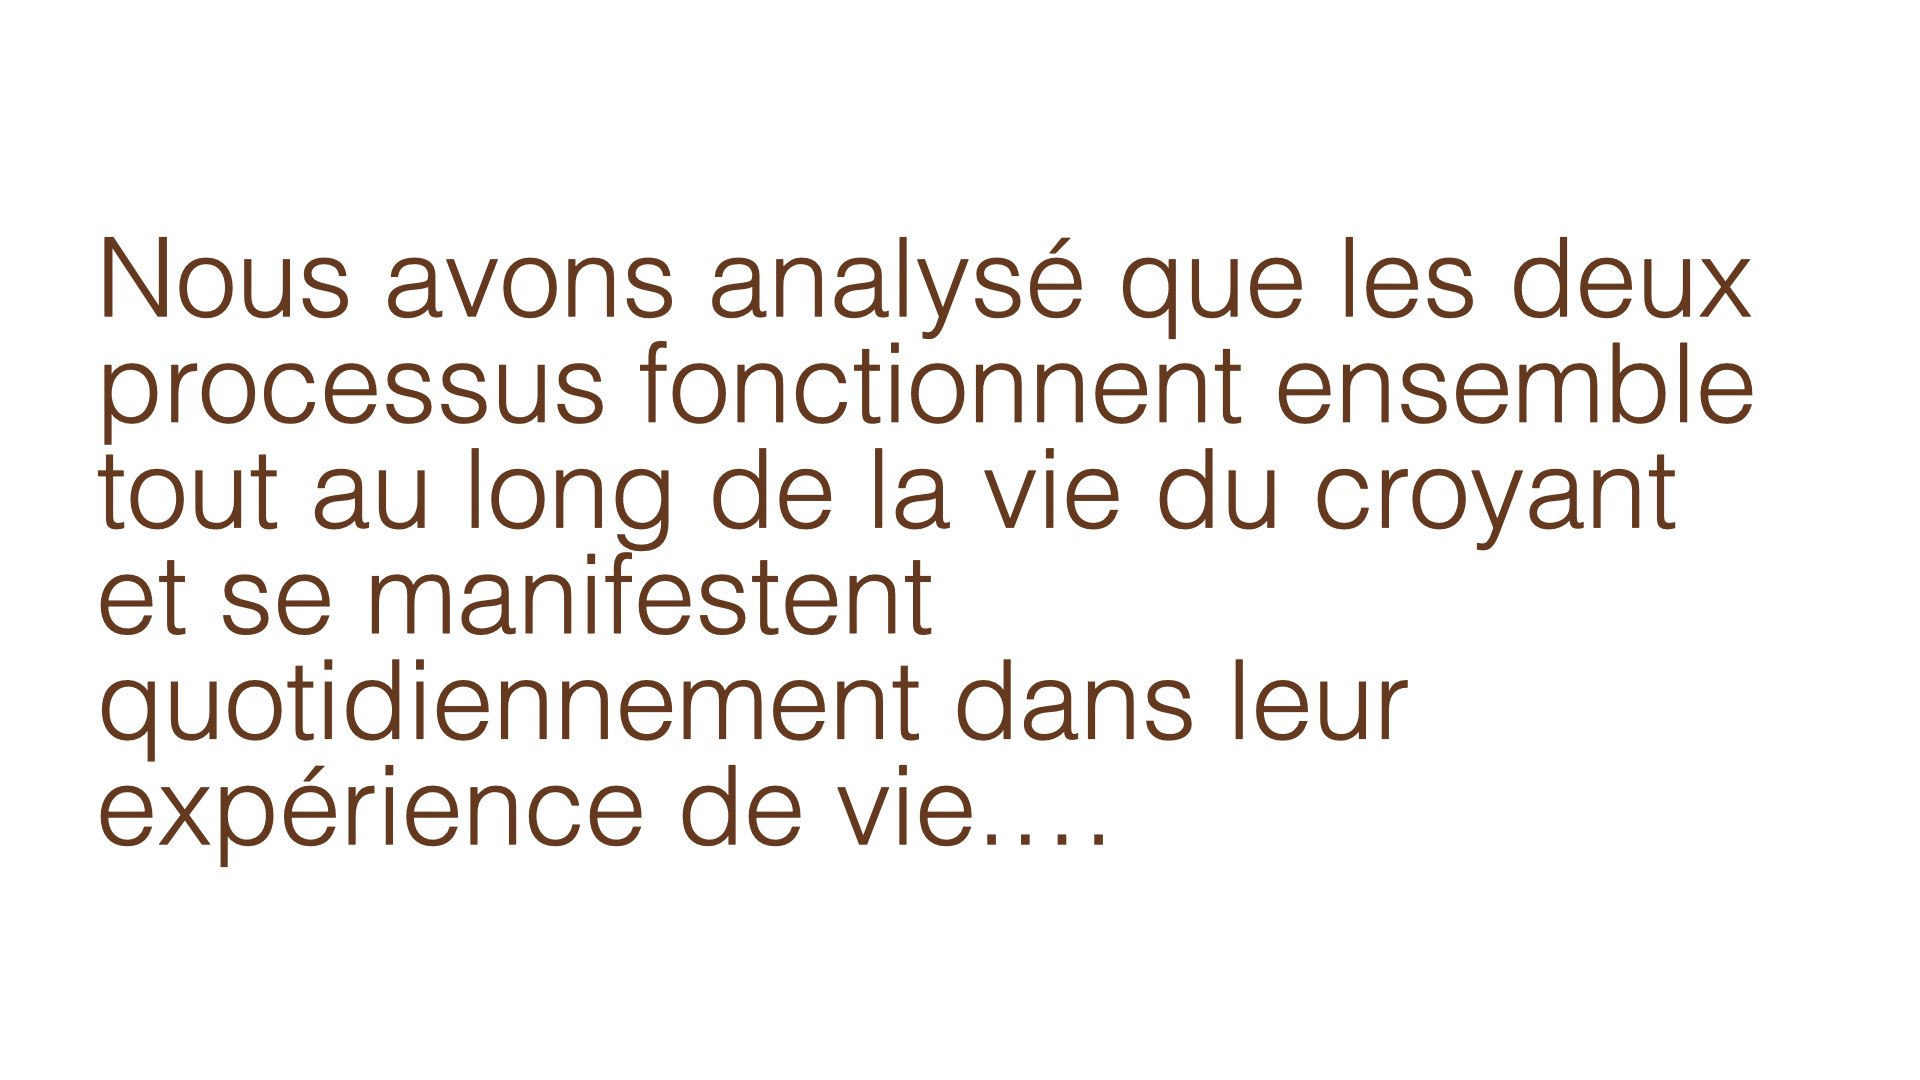 Nous avons analysé que les deux
processus fonctionnent ensemble
tout au long de la vie du croyant
et se manifestent
quotidiennement dans leur
expérience de vie….